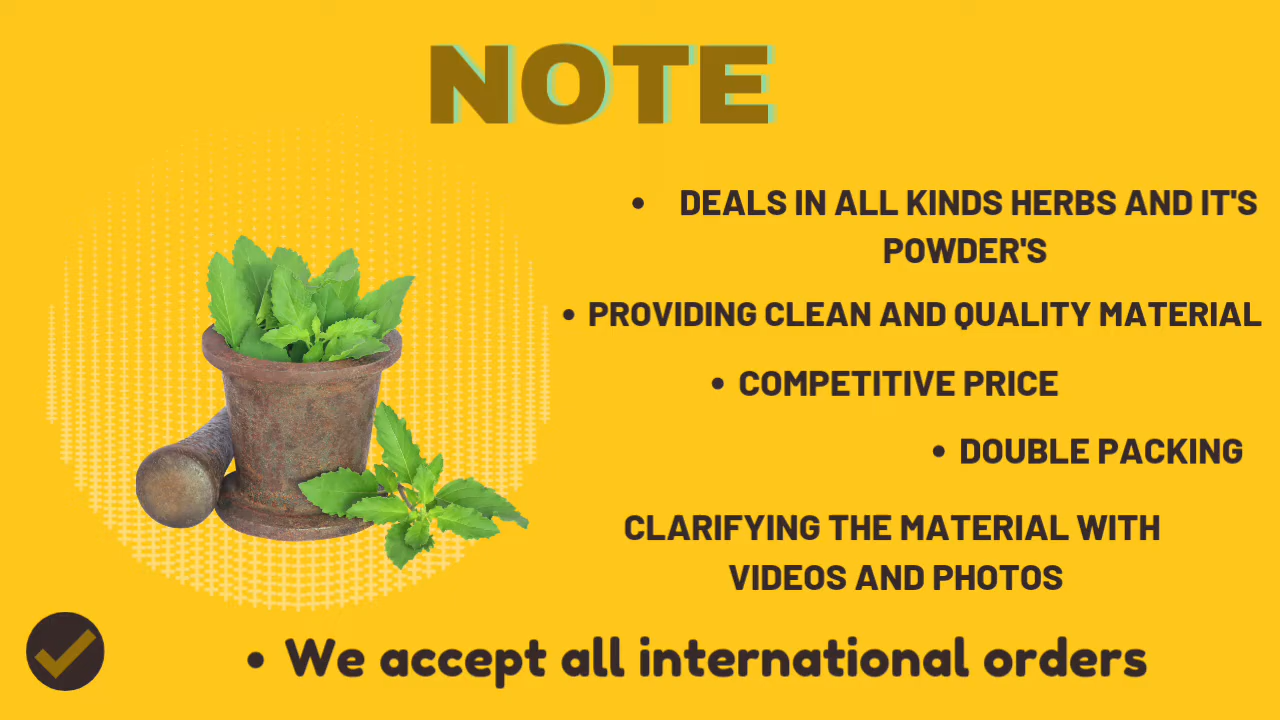 NOTE
• DEALS IN ALL KINDS HERBS AND IT'S
POWDER'S
• PROVIDING CLEAN AND QUALITY MATERIAL
• COMPETITIVE PRICE
• DOUBLE PACKING
CLARIFYING THE MATERIAL WITH
VIDEOS AND PHOTOS
• We accept all international orders